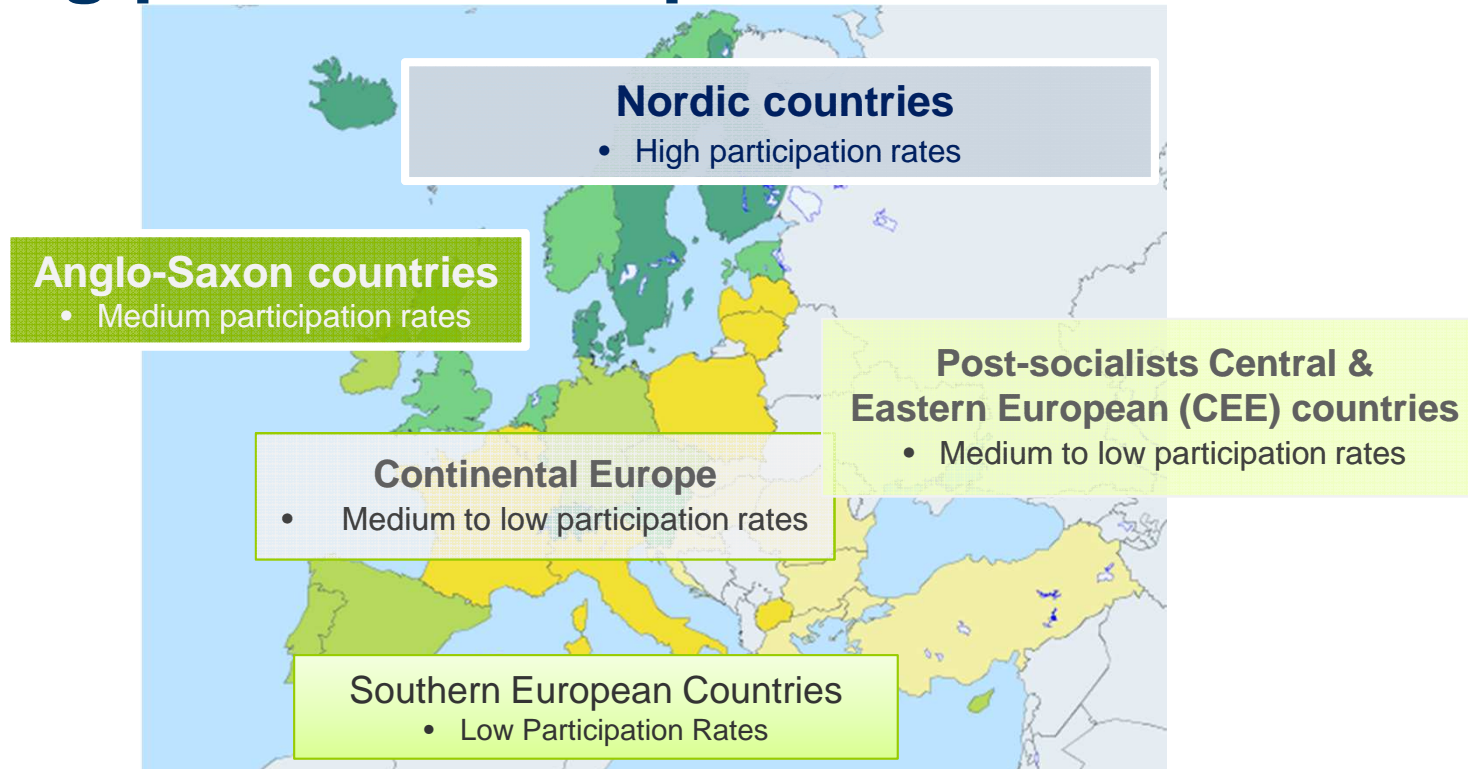 Nordic countries
• High participation rates
Anglo-Saxon countries
• Medium participation rates
Post-socialists Central &
Eastern European (CEE) countries
• Medium to low participation rates
Continental Europe
• Medium to low participation rates
Southern European Countries
• Low Participation Rates